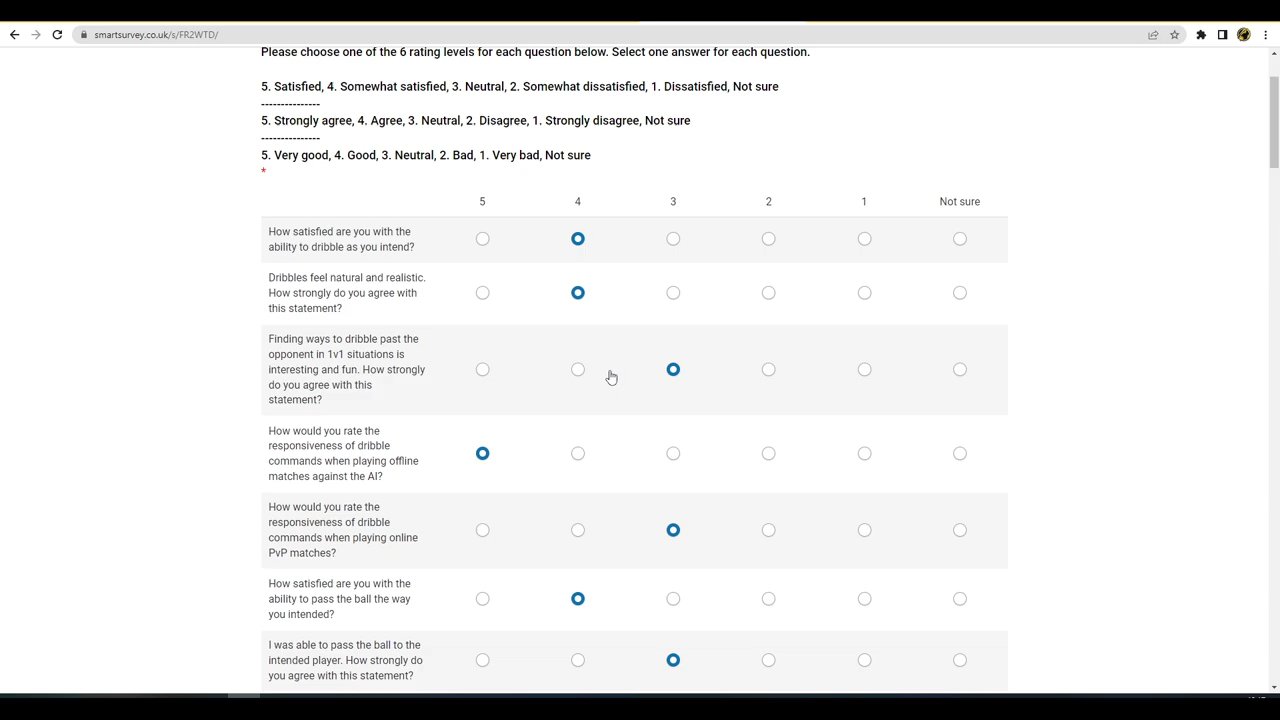 smartsurvey.co.uk/s/FR2WTD/
Please choose one of the 6 rating levels for each question below. Select one answer for each question.
5. Satisfied, 4. Somewhat satisfied, 3. Neutral, 2. Somewhat dissatisfied, 1. Dissatisfied, Not sure
---------------
5. Strongly agree, 4. Agree, 3. Neutral, 2. Disagree, 1. Strongly disagree, Not sure
---------------
5. Very good, 4. Good, 3. Neutral, 2. Bad, 1. Very bad, Not sure
*
5 4 3 2 1 Not sure
How satisfied are you with the
ability to dribble as you intend?
Dribbles feel natural and realistic.
How strongly do you agree with
this statement?
Finding ways to dribble past the
opponent in 1v1 situations is
interesting and fun. How strongly
do you agree with this
statement?
How would you rate the
responsiveness of dribble
commands when playing offline
matches against the AI?
How would you rate the
responsiveness of dribble
commands when playing online
PvP matches?
How satisfied are you with the
ability to pass the ball the way
you intended?
I was able to pass the ball to the
intended player. How strongly do
you agree with this statement?